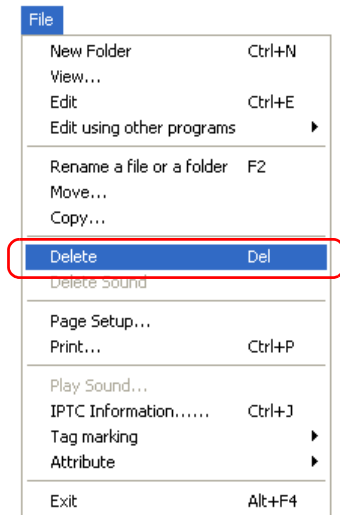 File
New Folder Ctrl+N
View...
Edit Ctrl+E
Edit using other programs
Rename a file or a folder F2
Move...
Copy...
Delete Del
Delete Sound
Page Setup...
Print... Ctrl+P
Play Sound...
IPTC Information...... Ctrl+J
Tag marking
Attribute
Exit Alt+F4